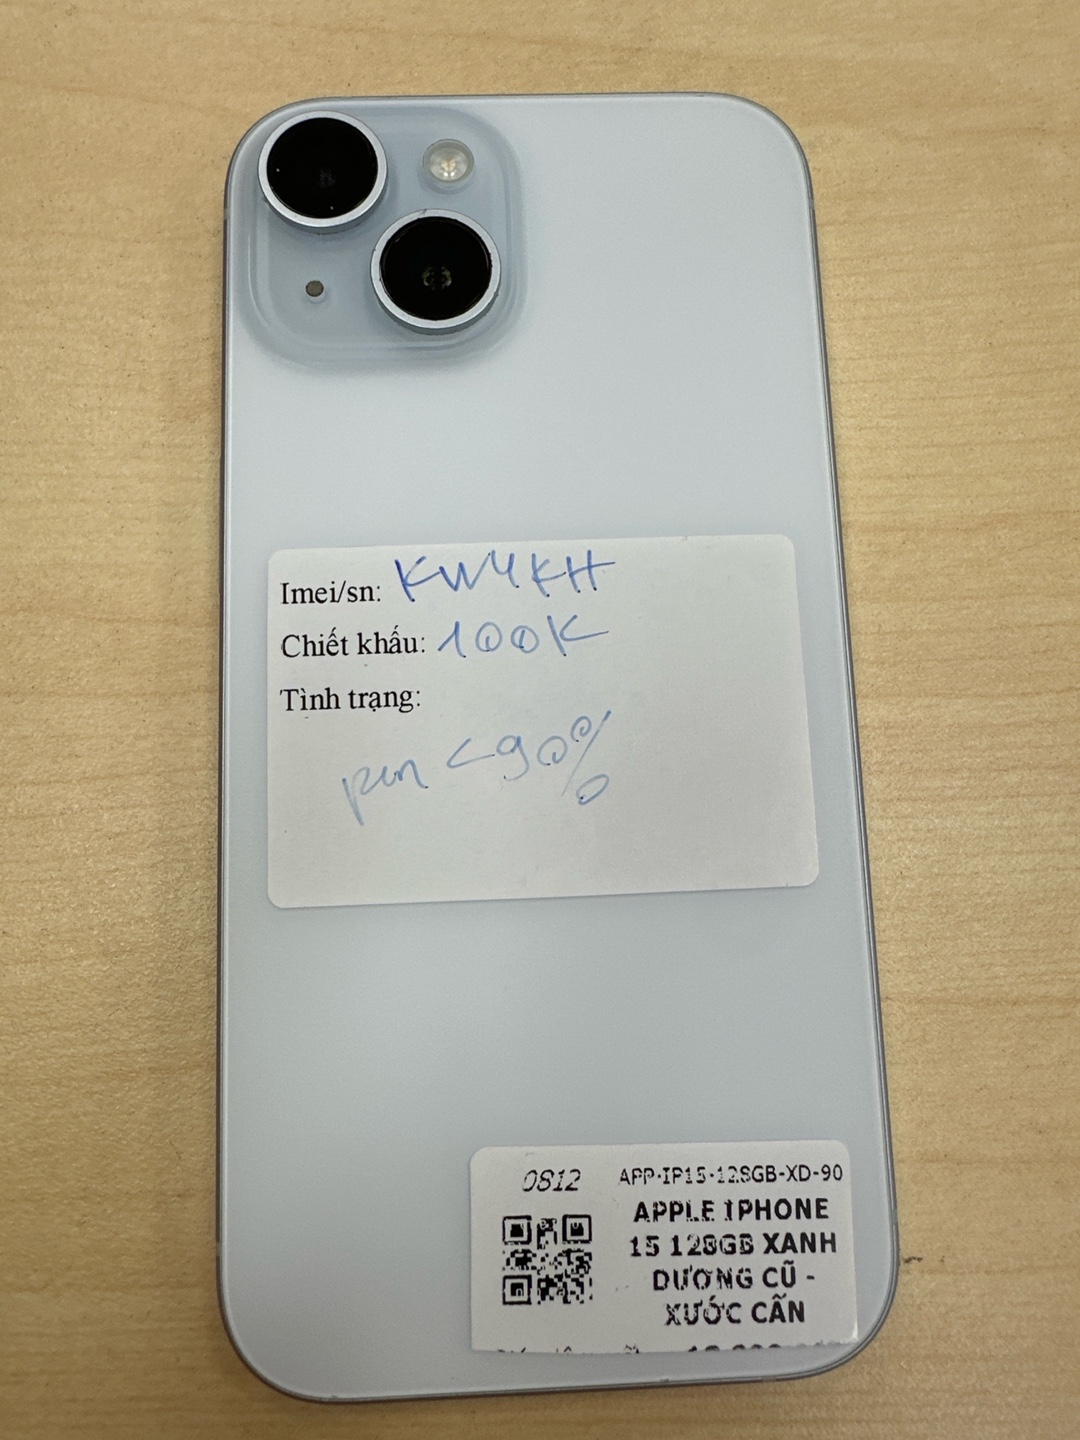 Imei/sn: KW4KH
Chiết khấu: 100K
Tình trạng:
pin <90%
0812
APP-IP15-128GB-XD-90
APPLE IPHONE
15 128GB XANH
DƯƠNG CŨ -
XƯỚC CẤN